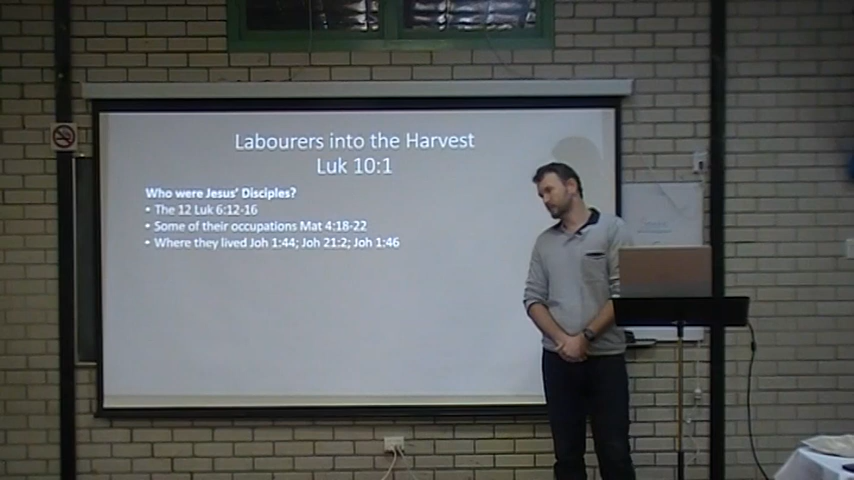 Labourers into the Harvest
Luk 10:1
Who were Jesus' Disciples?
• The 12 Luk 6:12-16
• Some of their occupations Mat 4:18-22
• Where they lived Joh 1:44; Joh 21:2; Joh 1:46